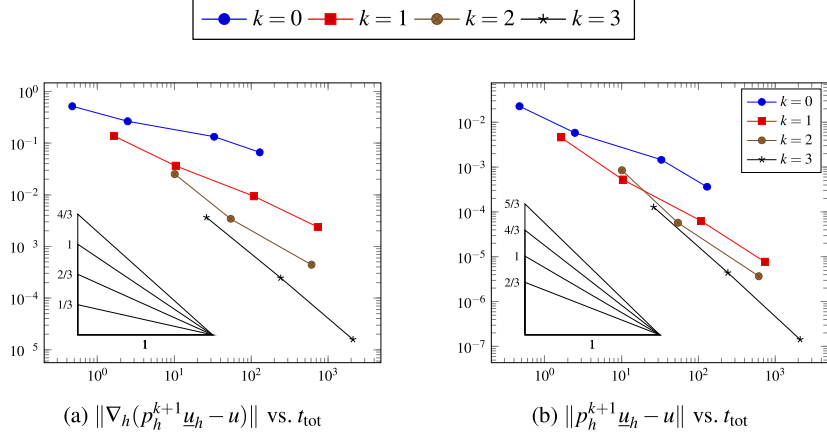 k = 0 k = 1 k = 2 k = 3
10^0
10^−1
10^−2
10^−3
10^−4
10^−5
4/3
1
2/3
1/3
1
10^0 10^1 10^2 10^3
(a) ‖∇_h(p_h^{k+1} u_h − u)‖ vs. t_tot
10^−2
10^−3
10^−4
10^−5
10^−6
10^−7
k = 0
k = 1
k = 2
k = 3
5/3
4/3
1
2/3
1
10^0 10^1 10^2 10^3
(b) ‖p_h^{k+1} u_h − u‖ vs. t_tot